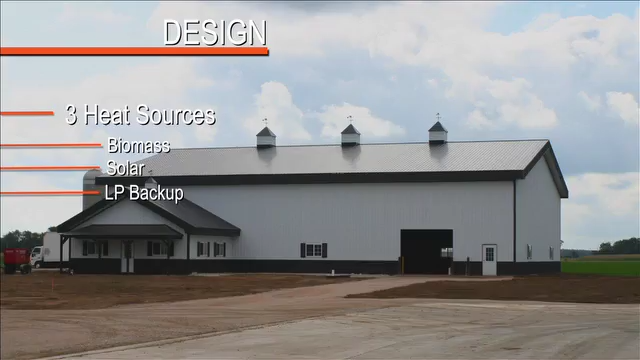 DESIGN
3 Heat Sources
Biomass
Solar
LP Backup